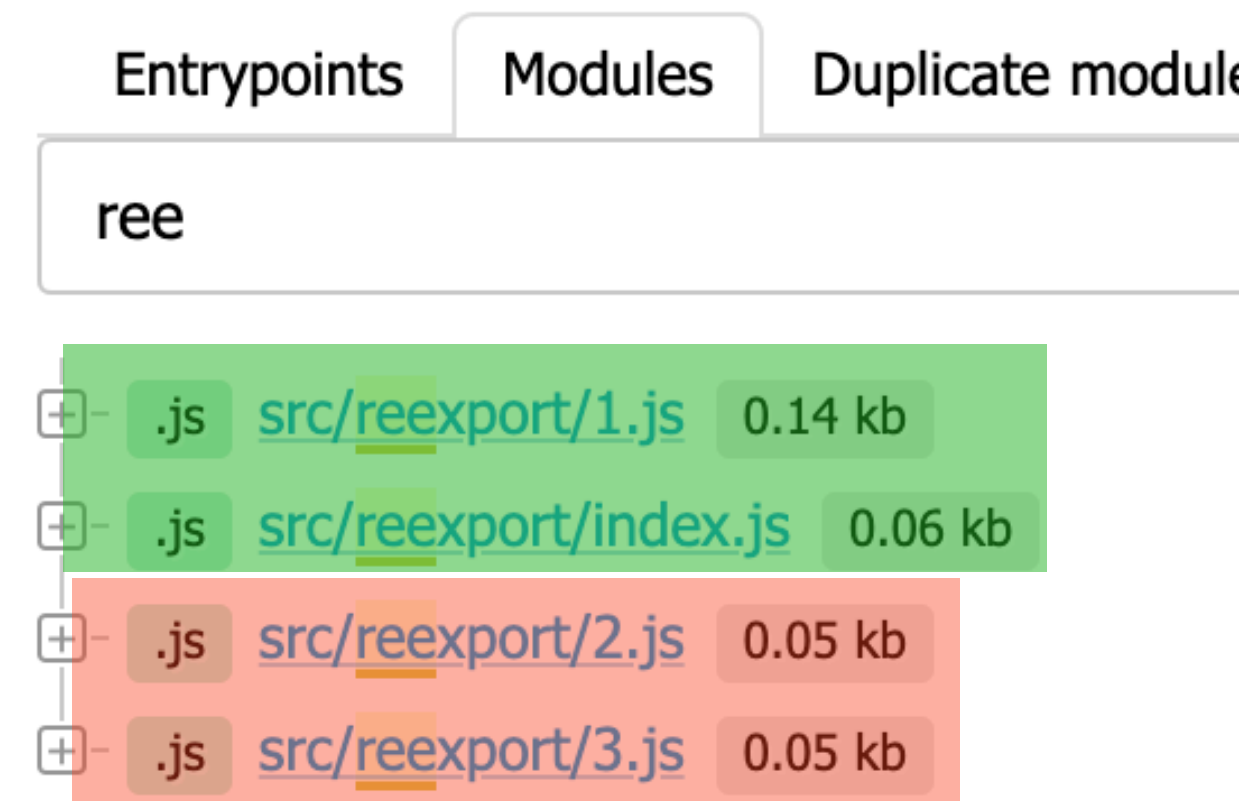 Entrypoints Modules Duplicate module
ree
.js src/reexport/1.js 0.14 kb
.js src/reexport/index.js 0.06 kb
.js src/reexport/2.js 0.05 kb
.js src/reexport/3.js 0.05 kb